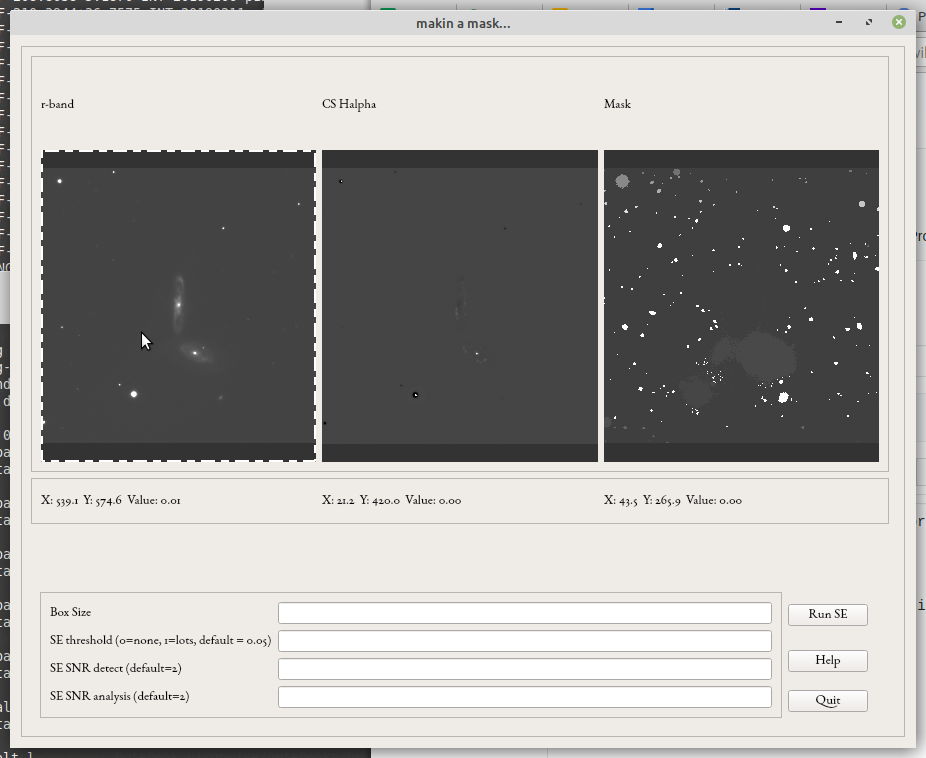 makin a mask...
r-band
CS Halpha
Mask
X: 539.1 Y: 574.6 Value: 0.01
X: 21.2 Y: 420.0 Value: 0.00
X: 43.5 Y: 265.9 Value: 0.00
Box Size
Run SE
SE threshold (0=none, 1=lots, default = 0.05)
SE SNR detect (default=2)
Help
SE SNR analysis (default=2)
Quit